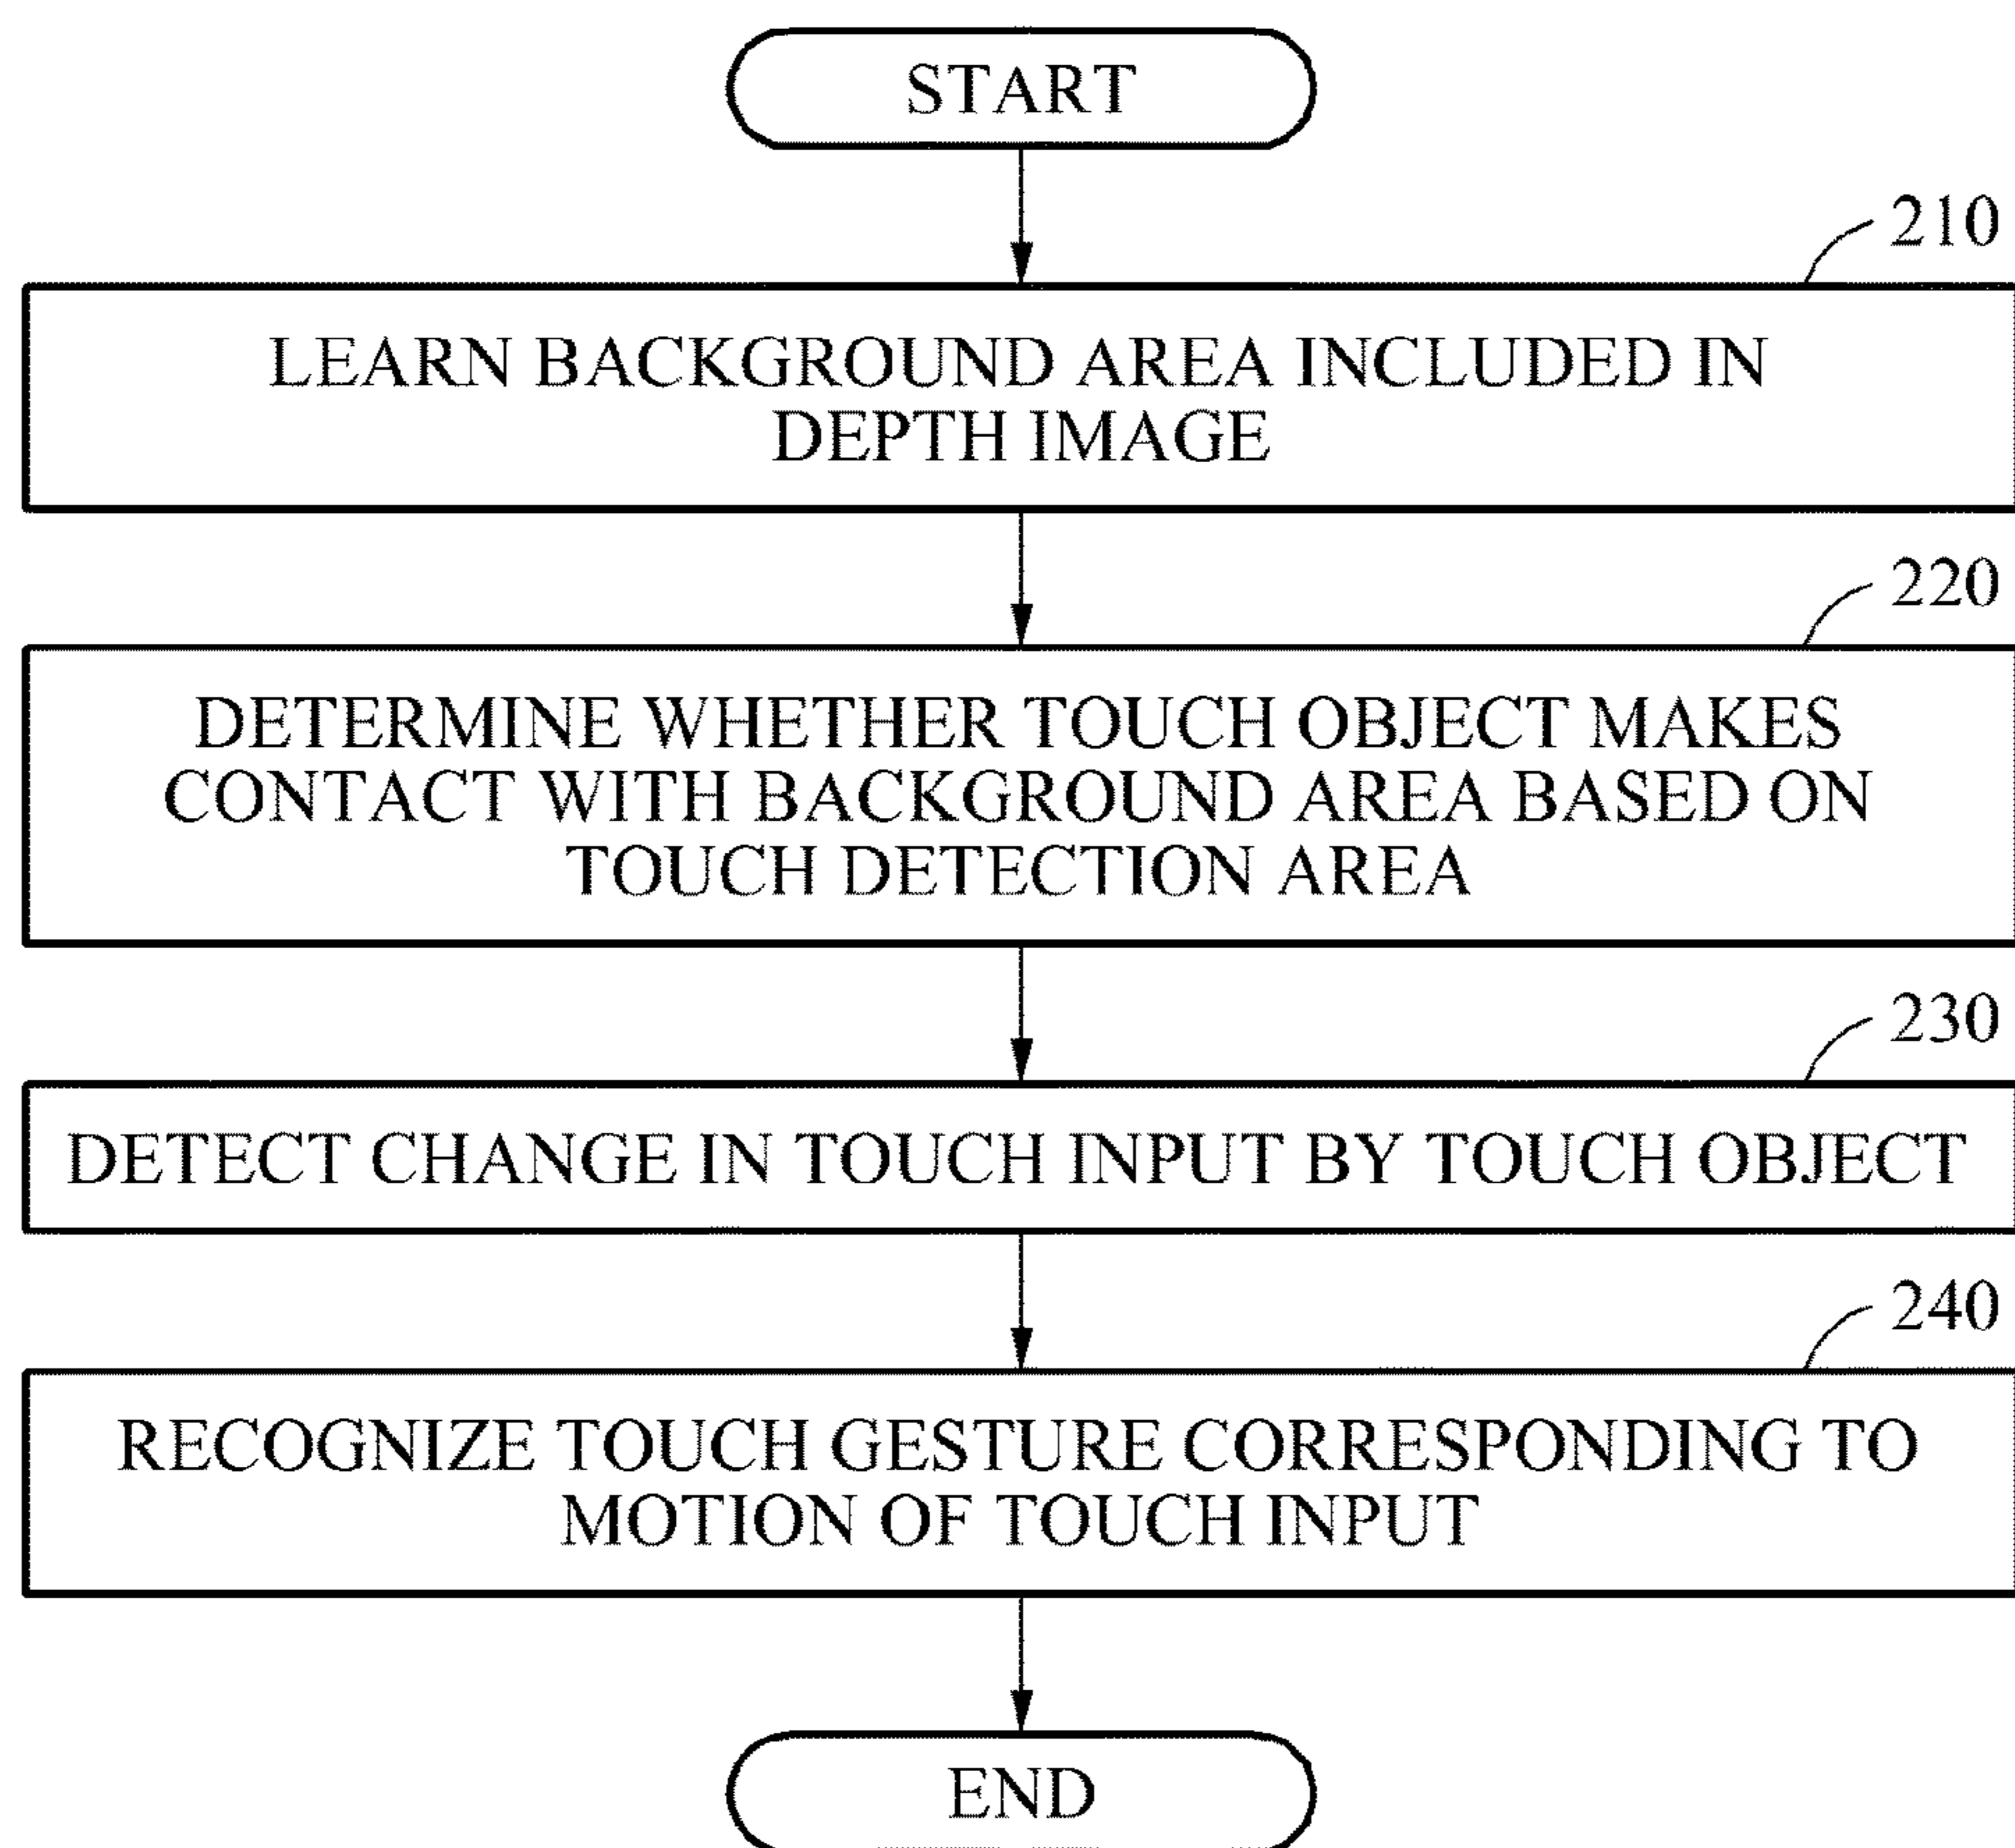 START
210
LEARN BACKGROUND AREA INCLUDED IN
DEPTH IMAGE
220
DETERMINE WHETHER TOUCH OBJECT MAKES
CONTACT WITH BACKGROUND AREA BASED ON
TOUCH DETECTION AREA
230
DETECT CHANGE IN TOUCH INPUT BY TOUCH OBJECT
240
RECOGNIZE TOUCH GESTURE CORRESPONDING TO
MOTION OF TOUCH INPUT
END